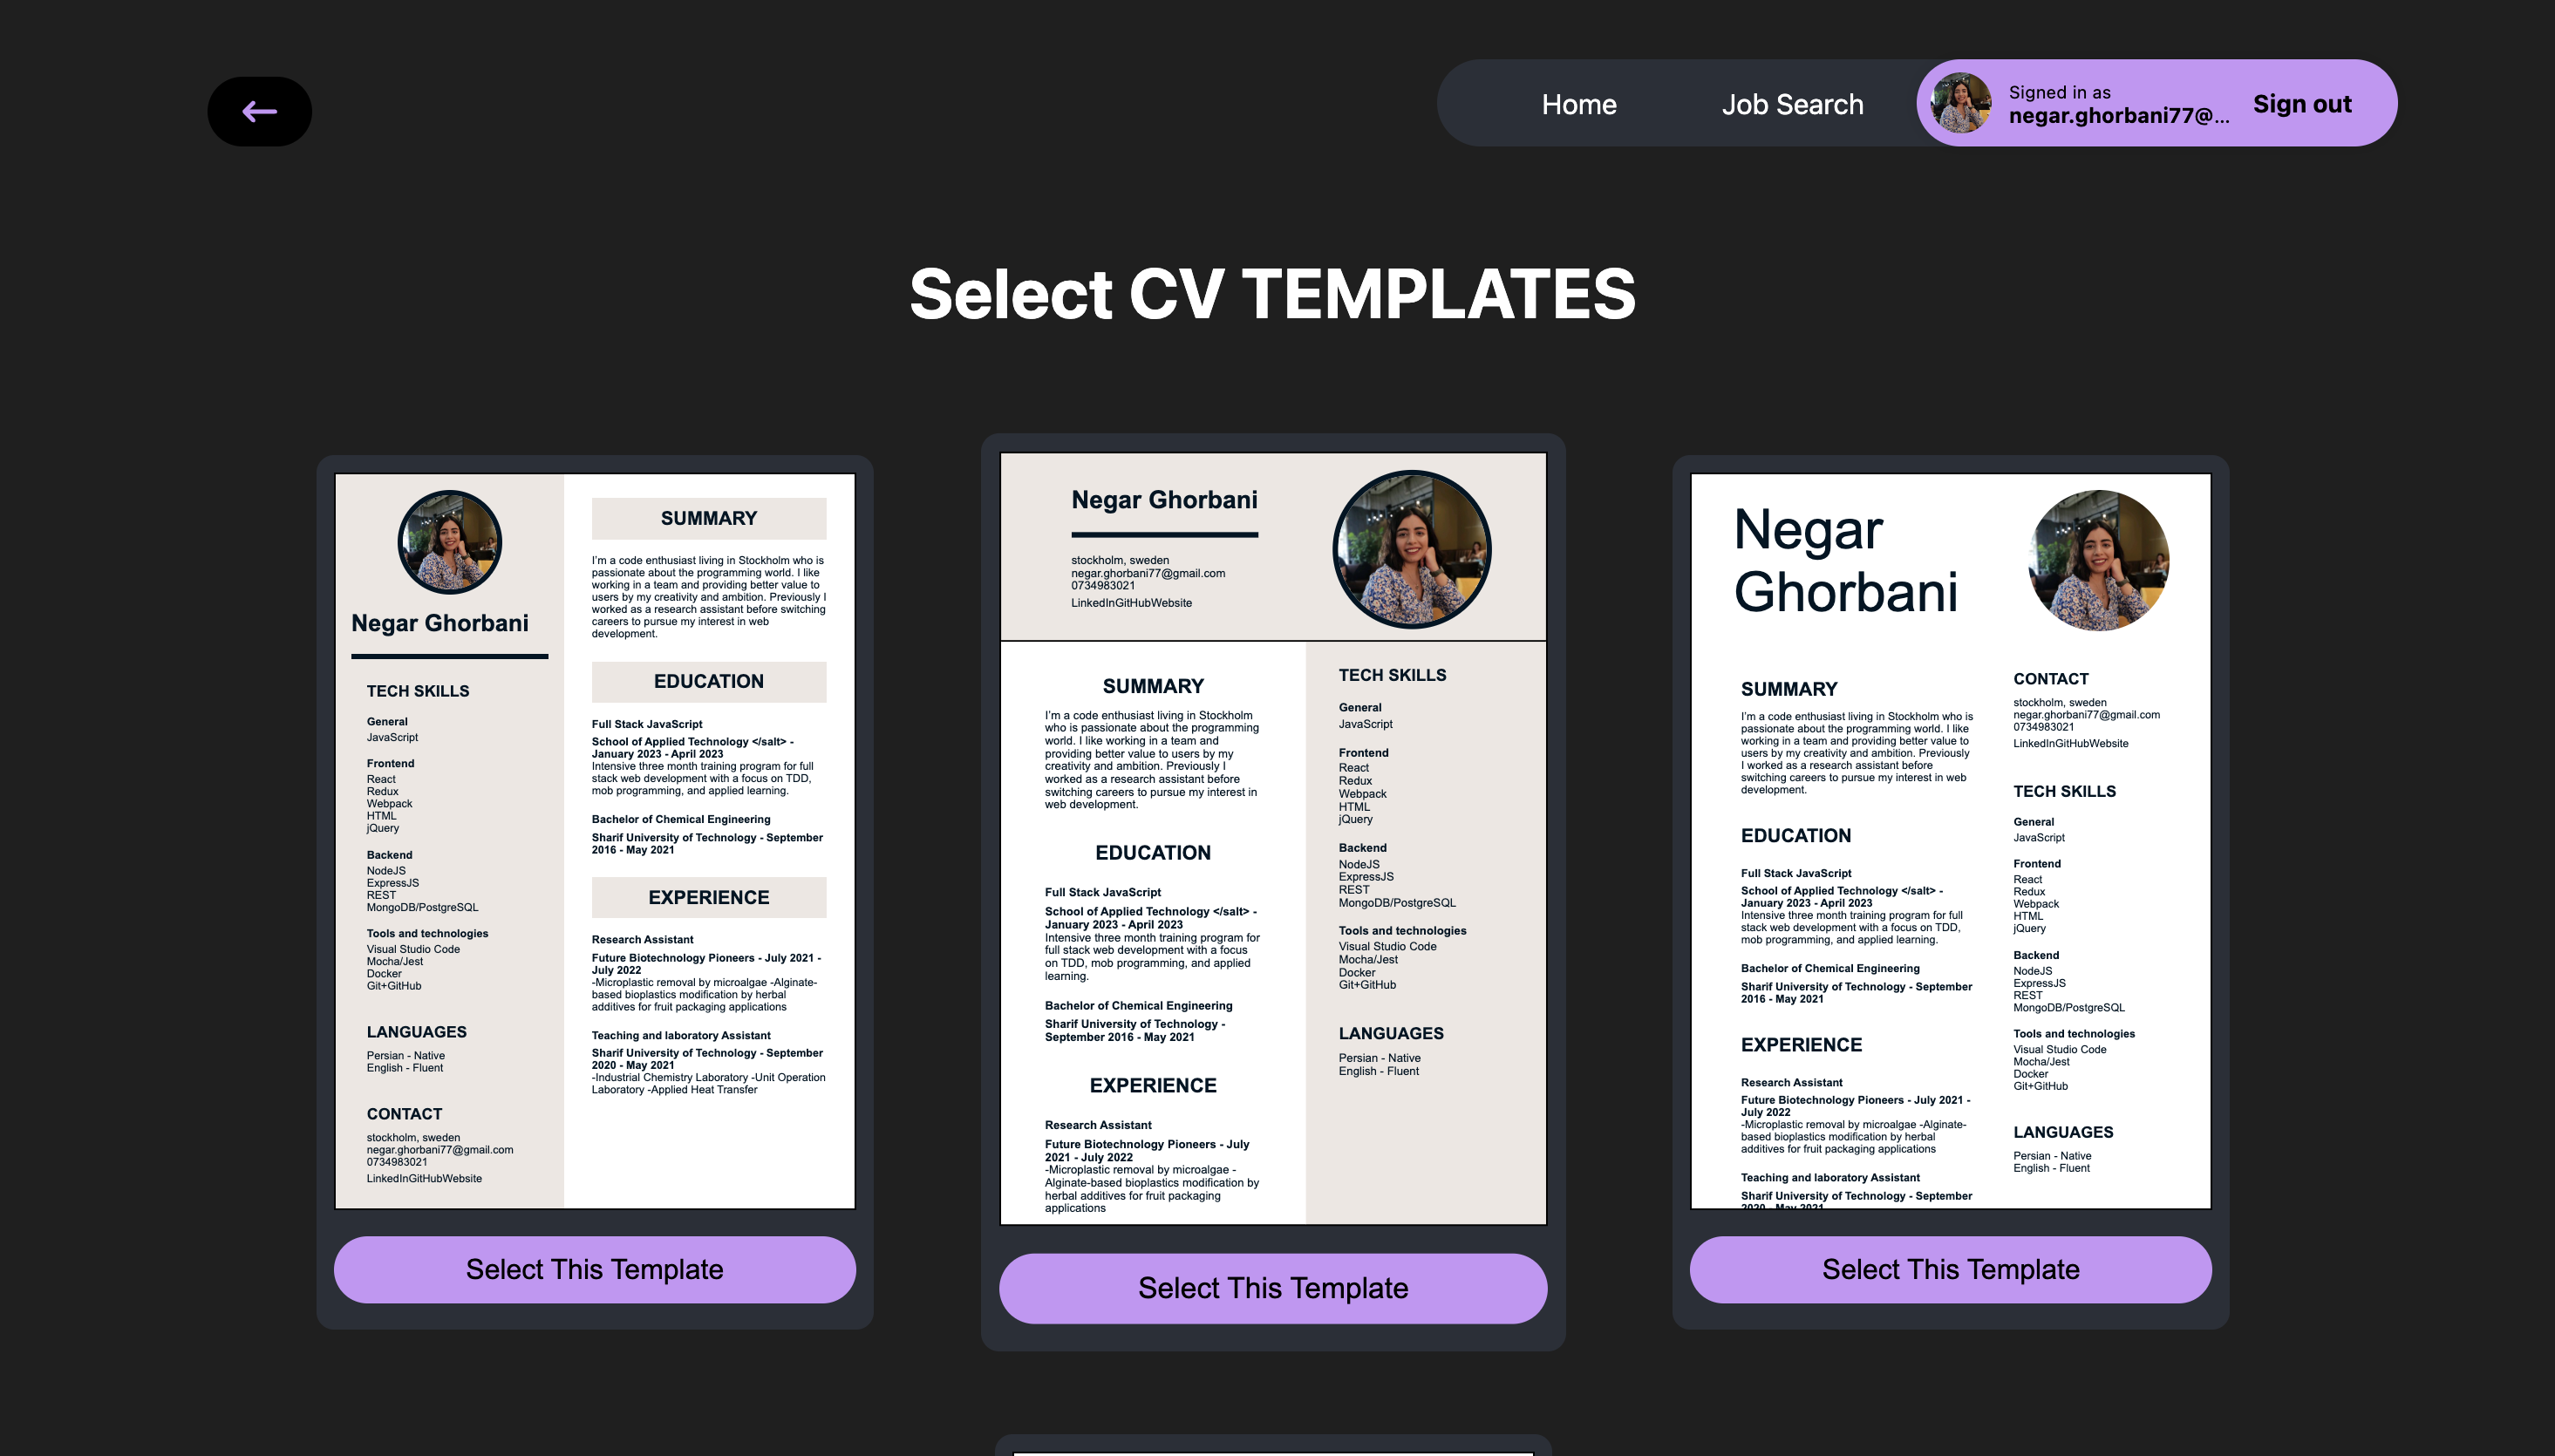 Home
Job Search
Signed in as
negar.ghorbani77@...
Sign out
Select CV TEMPLATES
Negar Ghorbani
TECH SKILLS
General
JavaScript
Frontend
React
Redux
Webpack
HTML
jQuery
Backend
NodeJS
ExpressJS
REST
MongoDB/PostgreSQL
Tools and technologies
Visual Studio Code
Mocha/Jest
Docker
Git+GitHub
LANGUAGES
Persian - Native
English - Fluent
CONTACT
stockholm, sweden
negar.ghorbani77@gmail.com
0734983021
LinkedInGitHubWebsite
SUMMARY
I'm a code enthusiast living in Stockholm who is
passionate about the programming world. I like
working in a team and providing better value to
users by my creativity and ambition. Previously I
worked as a research assistant before switching
careers to pursue my interest in web
development.
EDUCATION
Full Stack JavaScript
School of Applied Technology </salt> -
January 2023 - April 2023
Intensive three month training program for full
stack web development with a focus on TDD,
mob programming, and applied learning.
Bachelor of Chemical Engineering
Sharif University of Technology - September
2016 - May 2021
EXPERIENCE
Research Assistant
Future Biotechnology Pioneers - July 2021 -
July 2022
-Microplastic removal by microalgae -Alginate-
based bioplastics modification by herbal
additives for fruit packaging applications
Teaching and laboratory Assistant
Sharif University of Technology - September
2020 - May 2021
-Industrial Chemistry Laboratory -Unit Operation
Laboratory -Applied Heat Transfer
Select This Template
Negar Ghorbani
stockholm, sweden
negar.ghorbani77@gmail.com
0734983021
LinkedInGitHubWebsite
SUMMARY
I'm a code enthusiast living in Stockholm
who is passionate about the programming
world. I like working in a team and
providing better value to users by my
creativity and ambition. Previously I
worked as a research assistant before
switching careers to pursue my interest in
web development.
EDUCATION
Full Stack JavaScript
School of Applied Technology </salt> -
January 2023 - April 2023
Intensive three month training program for
full stack web development with a focus
on TDD, mob programming, and applied
learning.
Bachelor of Chemical Engineering
Sharif University of Technology -
September 2016 - May 2021
EXPERIENCE
Research Assistant
Future Biotechnology Pioneers - July
2021 - July 2022
-Microplastic removal by microalgae -
Alginate-based bioplastics modification by
herbal additives for fruit packaging
applications
TECH SKILLS
General
JavaScript
Frontend
React
Redux
Webpack
HTML
jQuery
Backend
NodeJS
ExpressJS
REST
MongoDB/PostgreSQL
Tools and technologies
Visual Studio Code
Mocha/Jest
Docker
Git+GitHub
LANGUAGES
Persian - Native
English - Fluent
Select This Template
Negar
Ghorbani
SUMMARY
I'm a code enthusiast living in Stockholm who is
passionate about the programming world. I like
working in a team and providing better value to
users by my creativity and ambition. Previously
I worked as a research assistant before
switching careers to pursue my interest in web
development.
EDUCATION
Full Stack JavaScript
School of Applied Technology </salt> -
January 2023 - April 2023
Intensive three month training program for full
stack web development with a focus on TDD,
mob programming, and applied learning.
Bachelor of Chemical Engineering
Sharif University of Technology - September
2016 - May 2021
EXPERIENCE
Research Assistant
Future Biotechnology Pioneers - July 2021 -
July 2022
-Microplastic removal by microalgae -Alginate-
based bioplastics modification by herbal
additives for fruit packaging applications
Teaching and laboratory Assistant
Sharif University of Technology - September
2020 - May 2021
CONTACT
stockholm, sweden
negar.ghorbani77@gmail.com
0734983021
LinkedInGitHubWebsite
TECH SKILLS
General
JavaScript
Frontend
React
Redux
Webpack
HTML
jQuery
Backend
NodeJS
ExpressJS
REST
MongoDB/PostgreSQL
Tools and technologies
Visual Studio Code
Mocha/Jest
Docker
Git+GitHub
LANGUAGES
Persian - Native
English - Fluent
Select This Template